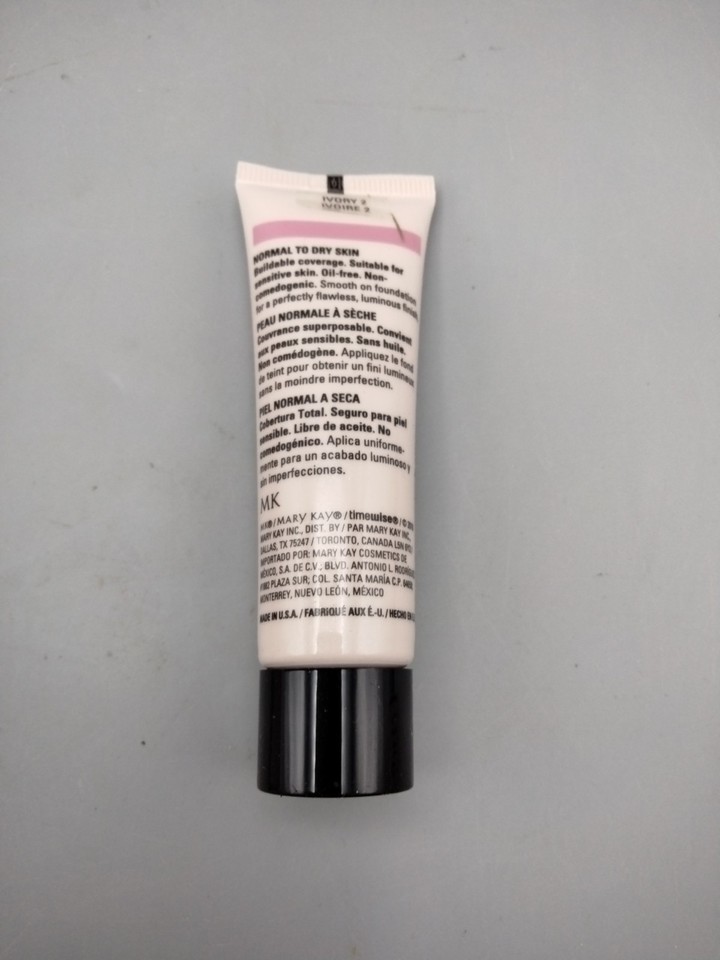 IVORY 2
IVOIRE 2
NORMAL TO DRY SKIN
Buildable coverage. Suitable for
sensitive skin. Oil-free. Non-
comedogenic. Smooth on foundation
for a perfectly flawless, luminous finish.
PEAU NORMALE À SÈCHE
Couvrance superposable. Convient
aux peaux sensibles. Sans huile.
Non comédogène. Appliquez le fond
de teint pour obtenir un fini lumineux
sans la moindre imperfection.
PIEL NORMAL A SECA
Cobertura Total. Seguro para piel
sensible. Libre de aceite. No
comedogénico. Aplica uniforme-
mente para un acabado luminoso y
sin imperfecciones.
MK
MK®/MARY KAY®/timewise®/©
MARY KAY INC., DIST. BY / PAR MARY KAY INC.,
DALLAS, TX 75247 / TORONTO, CANADA L5N
IMPORTADO POR: MARY KAY COSMETICS DE
MÉXICO, S.A. DE C.V.; BLVD. ANTONIO L.
PLAZA SUR; COL. SANTA MARÍA C.P.
MONTERREY, NUEVO LEÓN, MÉXICO
MADE IN U.S.A. / FABRIQUÉ AUX É.-U. / HECHO EN